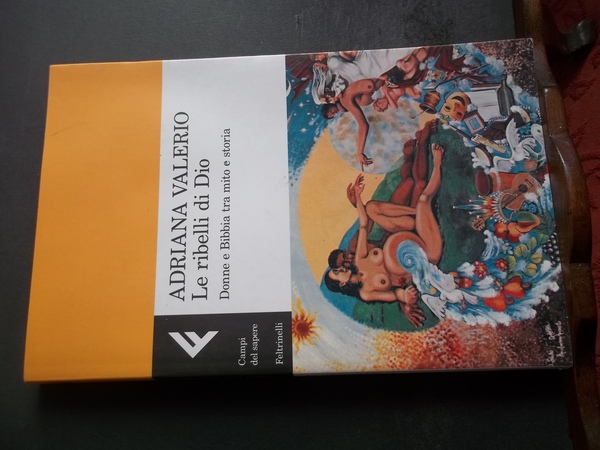 ADRIANA VALERIO
Le ribelli di Dio
Donne e Bibbia tra mito e storia
Campi
del sapere
Feltrinelli